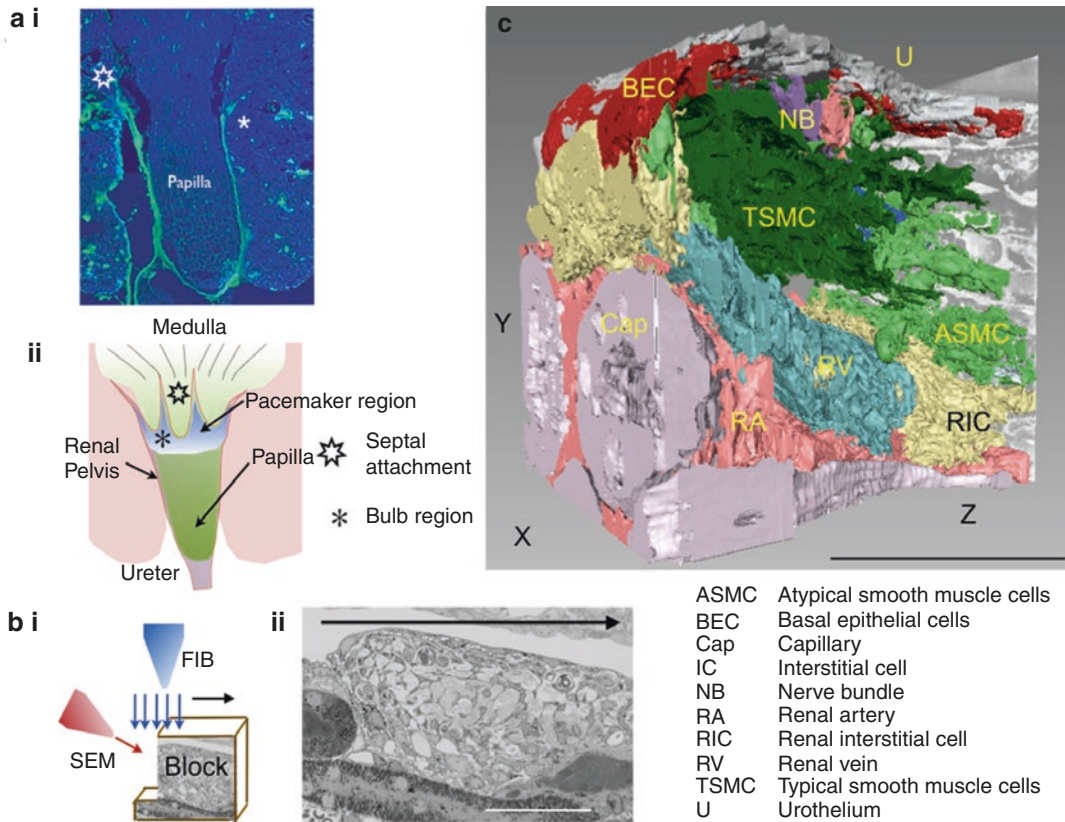 a i
Papilla
ii
Medulla
Pacemaker region
Renal
Pelvis
Papilla
Septal
attachment
Bulb region
Ureter
b i
FIB
SEM
Block
ii
c
U
BEC
NB
TSMC
Y
Cap
ASMC
RV
RA
RIC
X
Z
ASMC Atypical smooth muscle cells
BEC Basal epithelial cells
Cap Capillary
IC Interstitial cell
NB Nerve bundle
RA Renal artery
RIC Renal interstitial cell
RV Renal vein
TSMC Typical smooth muscle cells
U Urothelium